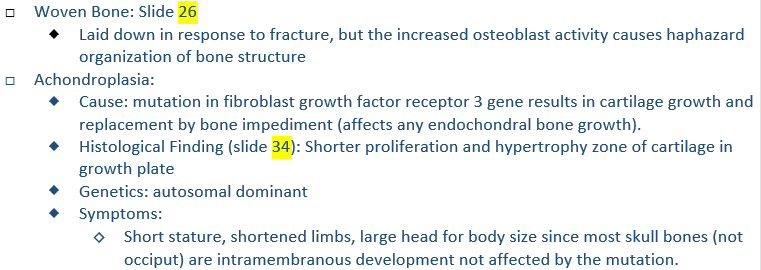 Woven Bone: Slide 26
Laid down in response to fracture, but the increased osteoblast activity causes haphazard
organization of bone structure
Achondroplasia:
Cause: mutation in fibroblast growth factor receptor 3 gene results in cartilage growth and
replacement by bone impediment (affects any endochondral bone growth).
Histological Finding (slide 34): Shorter proliferation and hypertrophy zone of cartilage in
growth plate
Genetics: autosomal dominant
Symptoms:
Short stature, shortened limbs, large head for body size since most skull bones (not
occiput) are intramembranous development not affected by the mutation.